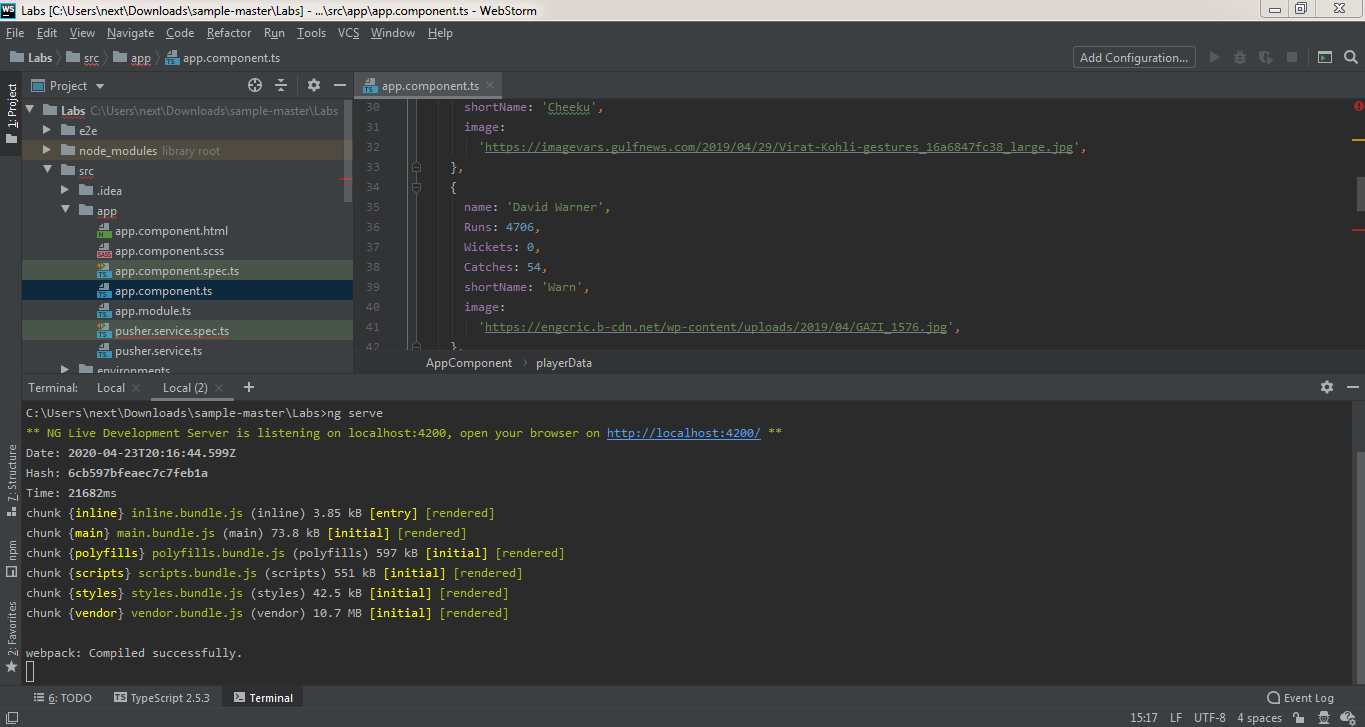 WS Labs [C:\Users\next\Downloads\sample-master\Labs] - ...\src\app\app.component.ts - WebStorm
File Edit View Navigate Code Refactor Run Tools VCS Window Help
Labs src app app.component.ts Add Configuration...
1: Project
Project
Labs C:\Users\next\Downloads\sample-master\Labs
e2e
node_modules library root
src
.idea
app
app.component.html
app.component.scss
app.component.spec.ts
app.component.ts
app.module.ts
pusher.service.spec.ts
pusher.service.ts
environments
app.component.ts
30 shortName: 'Cheeku',
31 image:
32 'https://imagevars.gulfnews.com/2019/04/29/Virat-Kohli-gestures_16a6847fc38_large.jpg',
33 },
34 {
35 name: 'David Warner',
36 Runs: 4706,
37 Wickets: 0,
38 Catches: 54,
39 shortName: 'Warn',
40 image:
41 'https://engcric.b-cdn.net/wp-content/uploads/2019/04/GAZI_1576.jpg',
42 },
AppComponent playerData
Terminal: Local Local (2)
C:\Users\next\Downloads\sample-master\Labs>ng serve
** NG Live Development Server is listening on localhost:4200, open your browser on http://localhost:4200/ **
Date: 2020-04-23T20:16:44.599Z
Hash: 6cb597bfeaec7c7feb1a
Time: 21682ms
chunk {inline} inline.bundle.js (inline) 3.85 kB [entry] [rendered]
chunk {main} main.bundle.js (main) 73.8 kB [initial] [rendered]
chunk {polyfills} polyfills.bundle.js (polyfills) 597 kB [initial] [rendered]
chunk {scripts} scripts.bundle.js (scripts) 551 kB [initial] [rendered]
chunk {styles} styles.bundle.js (styles) 42.5 kB [initial] [rendered]
chunk {vendor} vendor.bundle.js (vendor) 10.7 MB [initial] [rendered]
webpack: Compiled successfully.
7: Structure
npm
2: Favorites
6: TODO TypeScript 2.5.3 Terminal Event Log
15:17 LF UTF-8 4 spaces